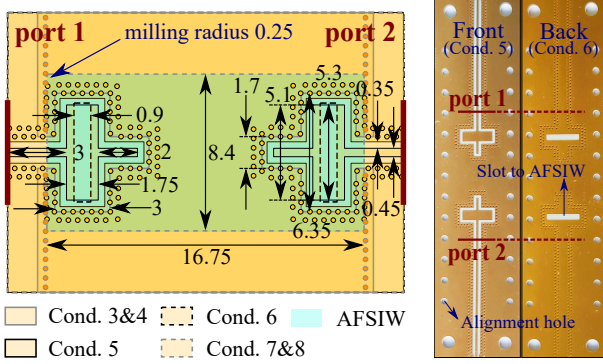 port 1
milling radius 0.25
port 2
5.3
1.7
5.1
0.35
0.9
3
2
8.4
1.75
3
0.45
6.35
16.75
Cond. 3&4
Cond. 6
AFSIW
Cond. 5
Cond. 7&8
Front
(Cond. 5)
Back
(Cond. 6)
port 1
Slot to AFSIW
port 2
Alignment hole